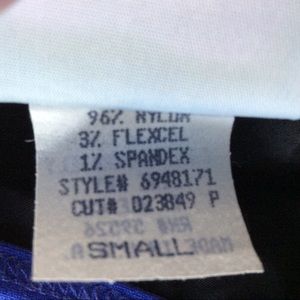 96% NYLON
3% FLEXCEL
1% SPANDEX
STYLE# 6948171
CUT# 023849 P
SMALL